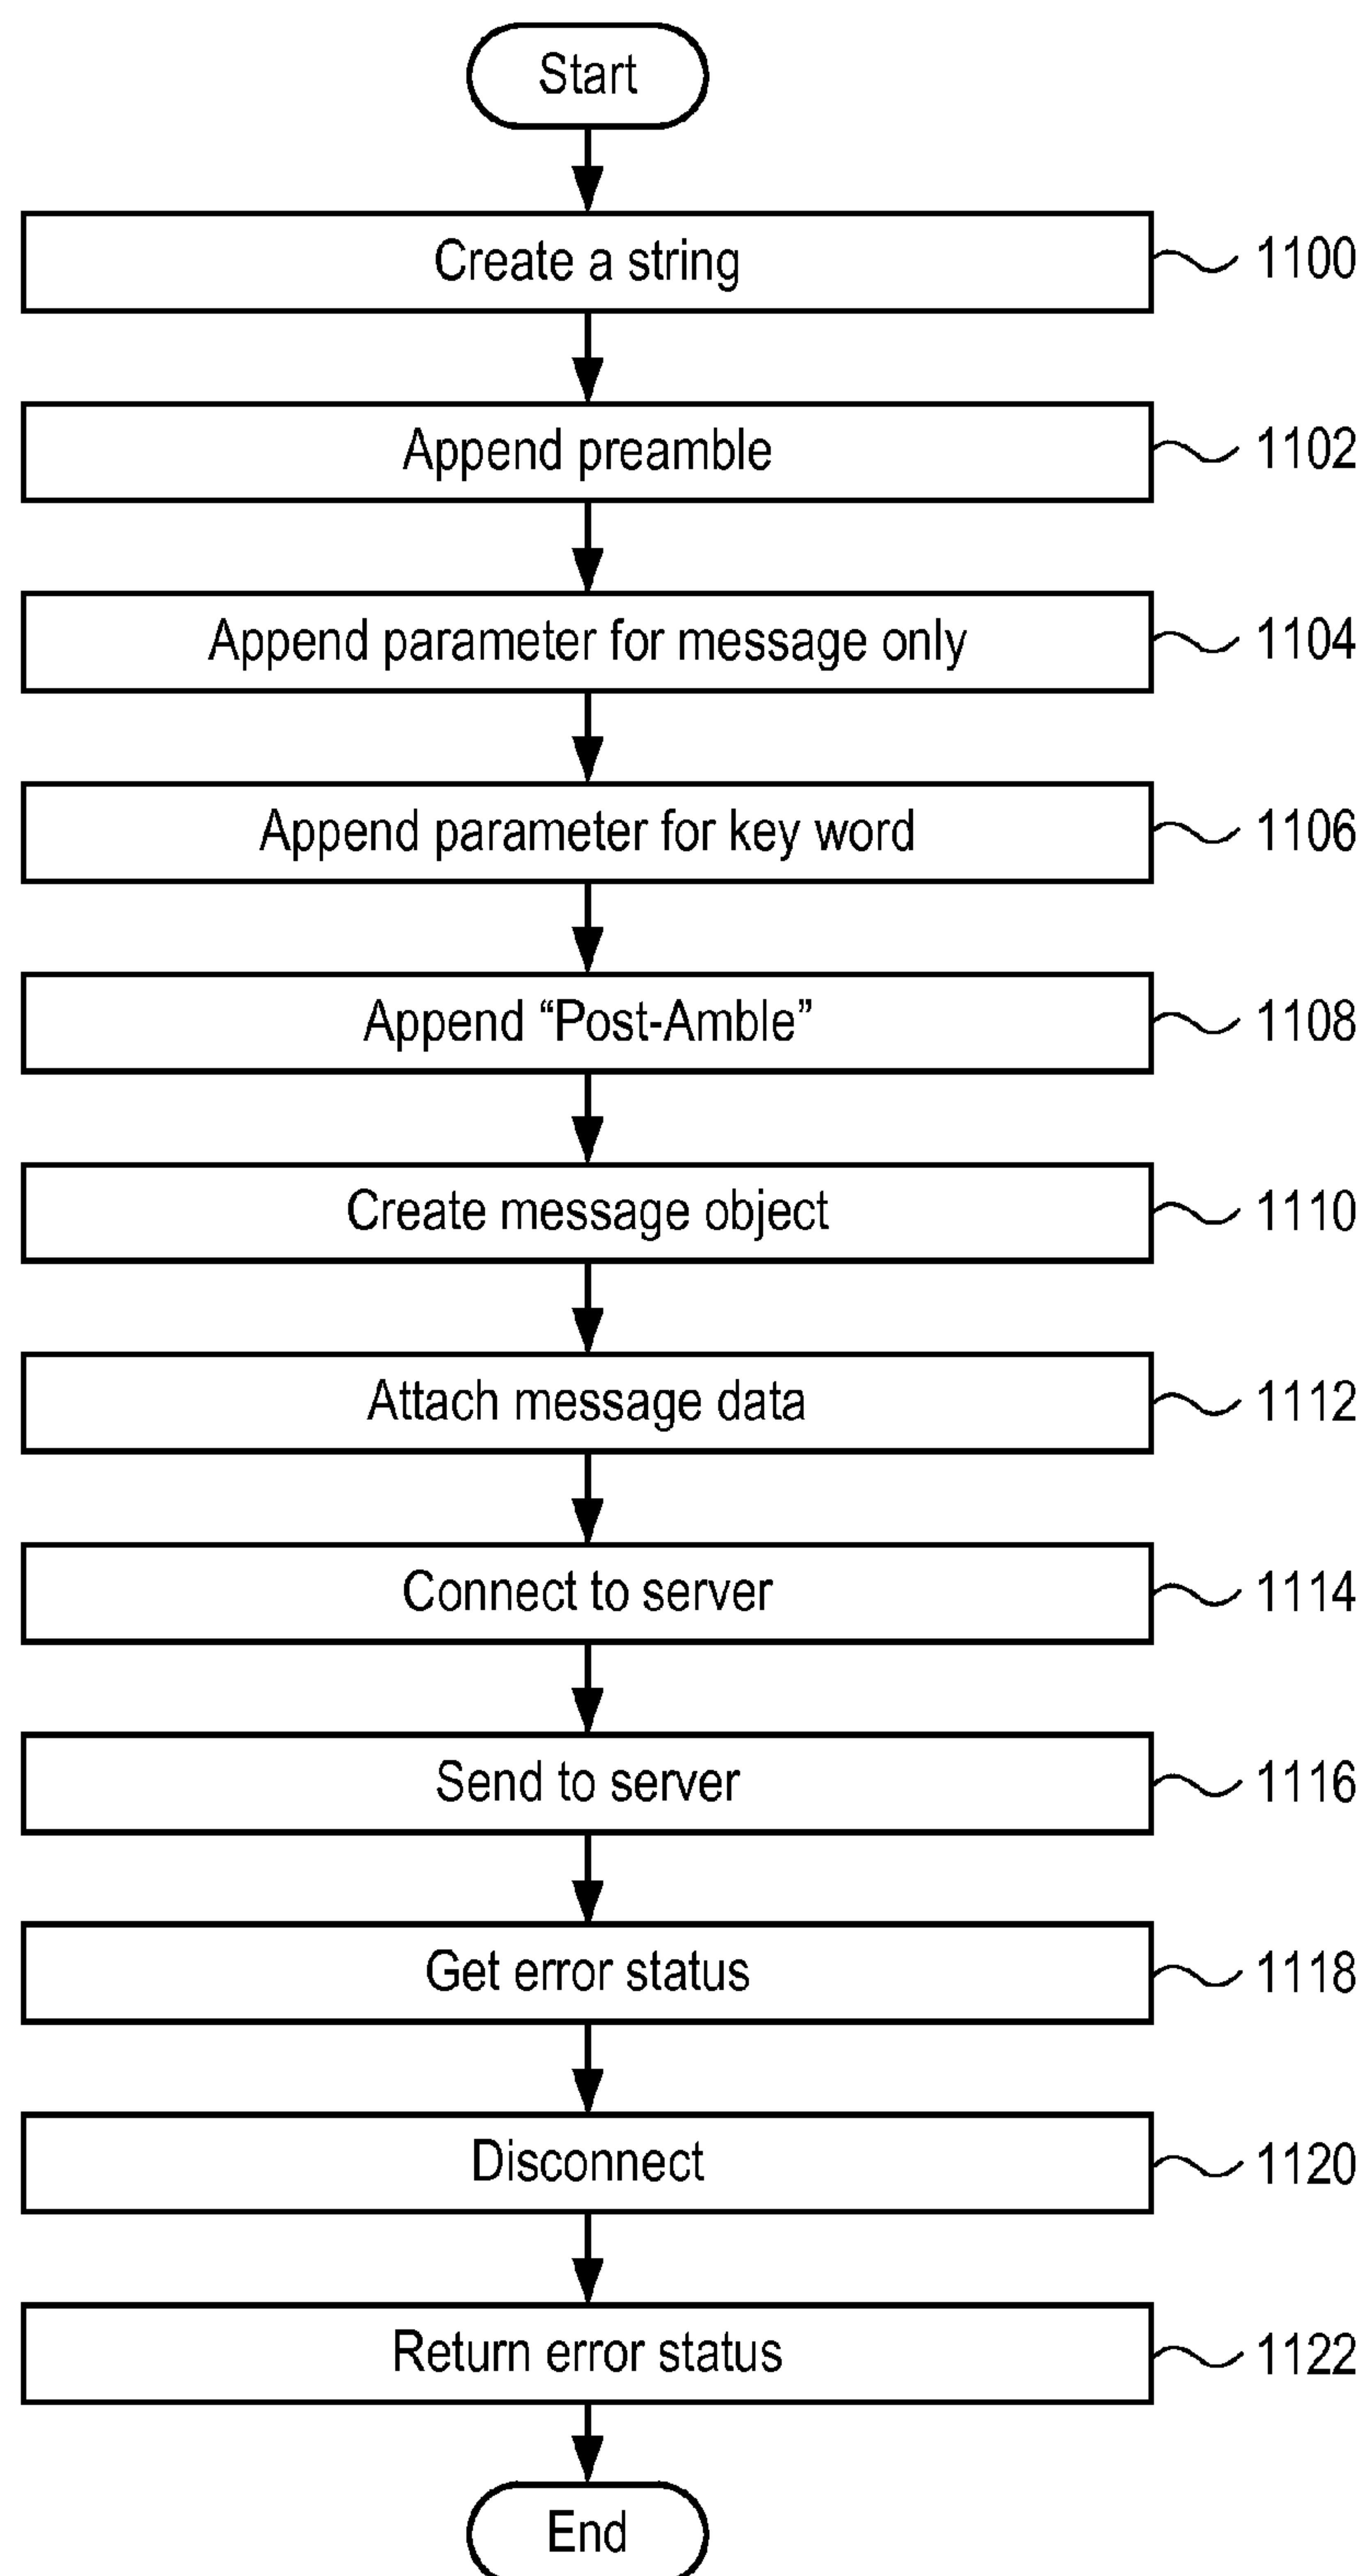 Start
Create a string 1100
Append preamble 1102
Append parameter for message only 1104
Append parameter for key word 1106
Append “Post-Amble” 1108
Create message object 1110
Attach message data 1112
Connect to server 1114
Send to server 1116
Get error status 1118
Disconnect 1120
Return error status 1122
End